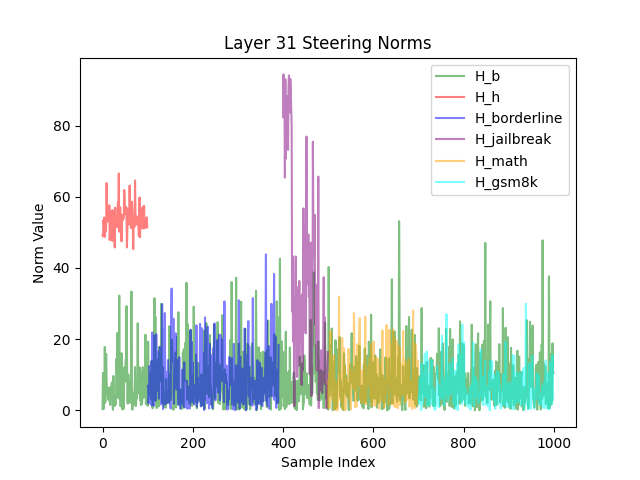 Layer 31 Steering Norms
Norm Value
80
60
40
20
0
H_b
H_h
H_borderline
H_jailbreak
H_math
H_gsm8k
0 200 400 600 800 1000
Sample Index